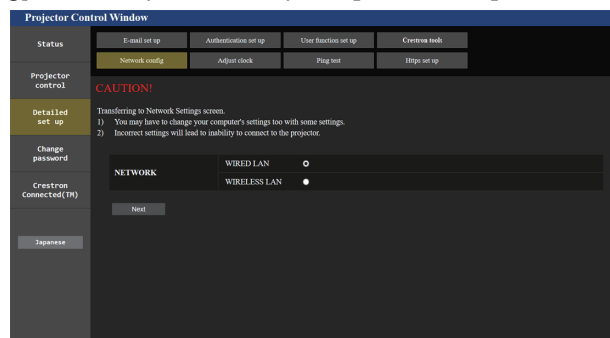 Projector Control Window
Status
E-mail set up
Authentication set up
User function set up
Crestron tools
Network config
Adjust clock
Ping test
Https set up
Projector
control
Detailed
set up
Change
password
Crestron
Connected(TM)
Japanese
CAUTION!
Transferring to Network Settings screen.
1) You may have to change your computer's settings too with some settings.
2) Incorrect settings will lead to inability to connect to the projector.
NETWORK
WIRED LAN
WIRELESS LAN
Next